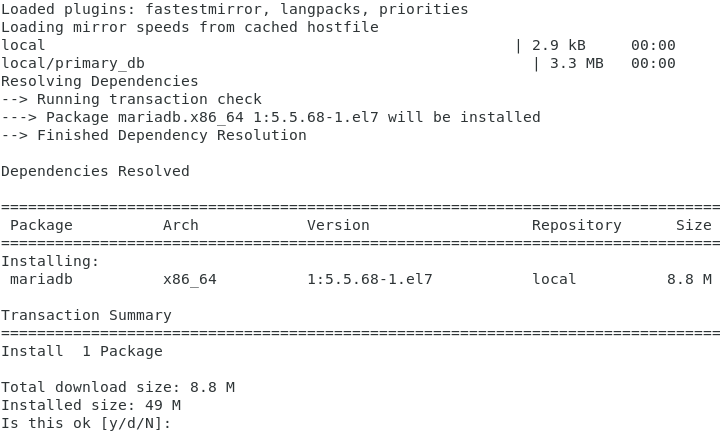 Loaded plugins: fastestmirror, langpacks, priorities
Loading mirror speeds from cached hostfile
local                                                    | 2.9 kB     00:00
local/primary_db                                           | 3.3 MB   00:00
Resolving Dependencies
--> Running transaction check
---> Package mariadb.x86_64 1:5.5.68-1.el7 will be installed
--> Finished Dependency Resolution

Dependencies Resolved

================================================================================
 Package          Arch            Version                  Repository      Size
================================================================================
Installing:
 mariadb          x86_64          1:5.5.68-1.el7           local          8.8 M

Transaction Summary
================================================================================
Install  1 Package

Total download size: 8.8 M
Installed size: 49 M
Is this ok [y/d/N]: